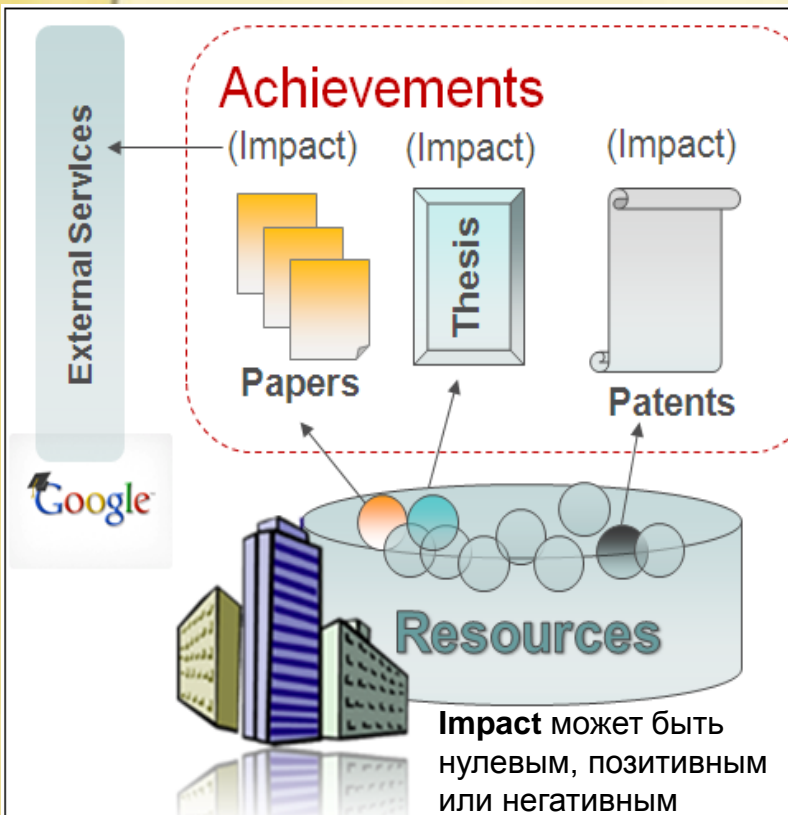 Achievements
(Impact) (Impact) (Impact)
External Services
Thesis
Papers
Patents
Google
Resources
Impact может быть
нулевым, позитивным
или негативным